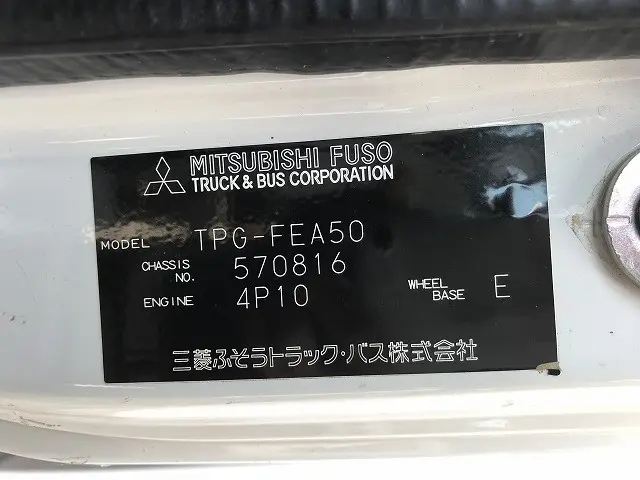 MITSUBISHI FUSO
TRUCK & BUS CORPORATION
MODEL TPG-FEA50
CHASSIS NO. 570816
ENGINE 4P10 WHEEL BASE E
三菱ふそうトラック・バス株式会社